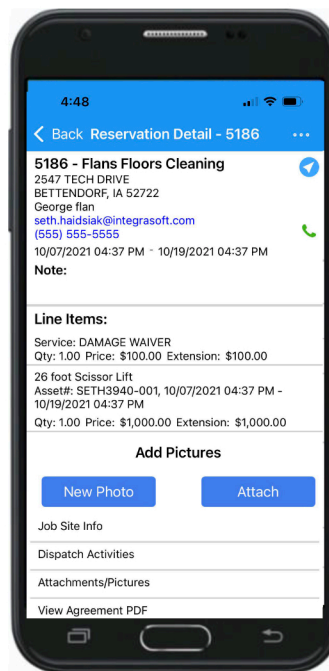 4:48
Back Reservation Detail - 5186 ...
5186 - Flans Floors Cleaning
2547 TECH DRIVE
BETTENDORF, IA 52722
George flan
seth.haidsiak@integrasoft.com
(555) 555-5555
10/07/2021 04:37 PM - 10/19/2021 04:37 PM
Note:
Line Items:
Service: DAMAGE WAIVER
Qty: 1.00 Price: $100.00 Extension: $100.00
26 foot Scissor Lift
Asset#: SETH3940-001, 10/07/2021 04:37 PM -
10/19/2021 04:37 PM
Qty: 1.00 Price: $1,000.00 Extension: $1,000.00
Add Pictures
New Photo Attach
Job Site Info
Dispatch Activities
Attachments/Pictures
View Agreement PDF